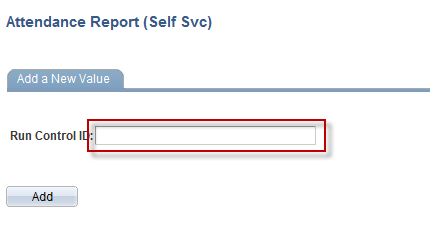 Attendance Report (Self Svc)
Add a New Value
Run Control ID:
Add